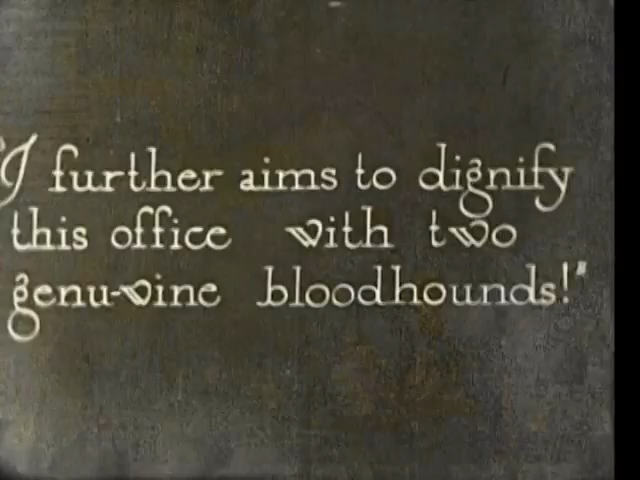 "I further aims to dignify
this office with two
genu-wine bloodhounds!"